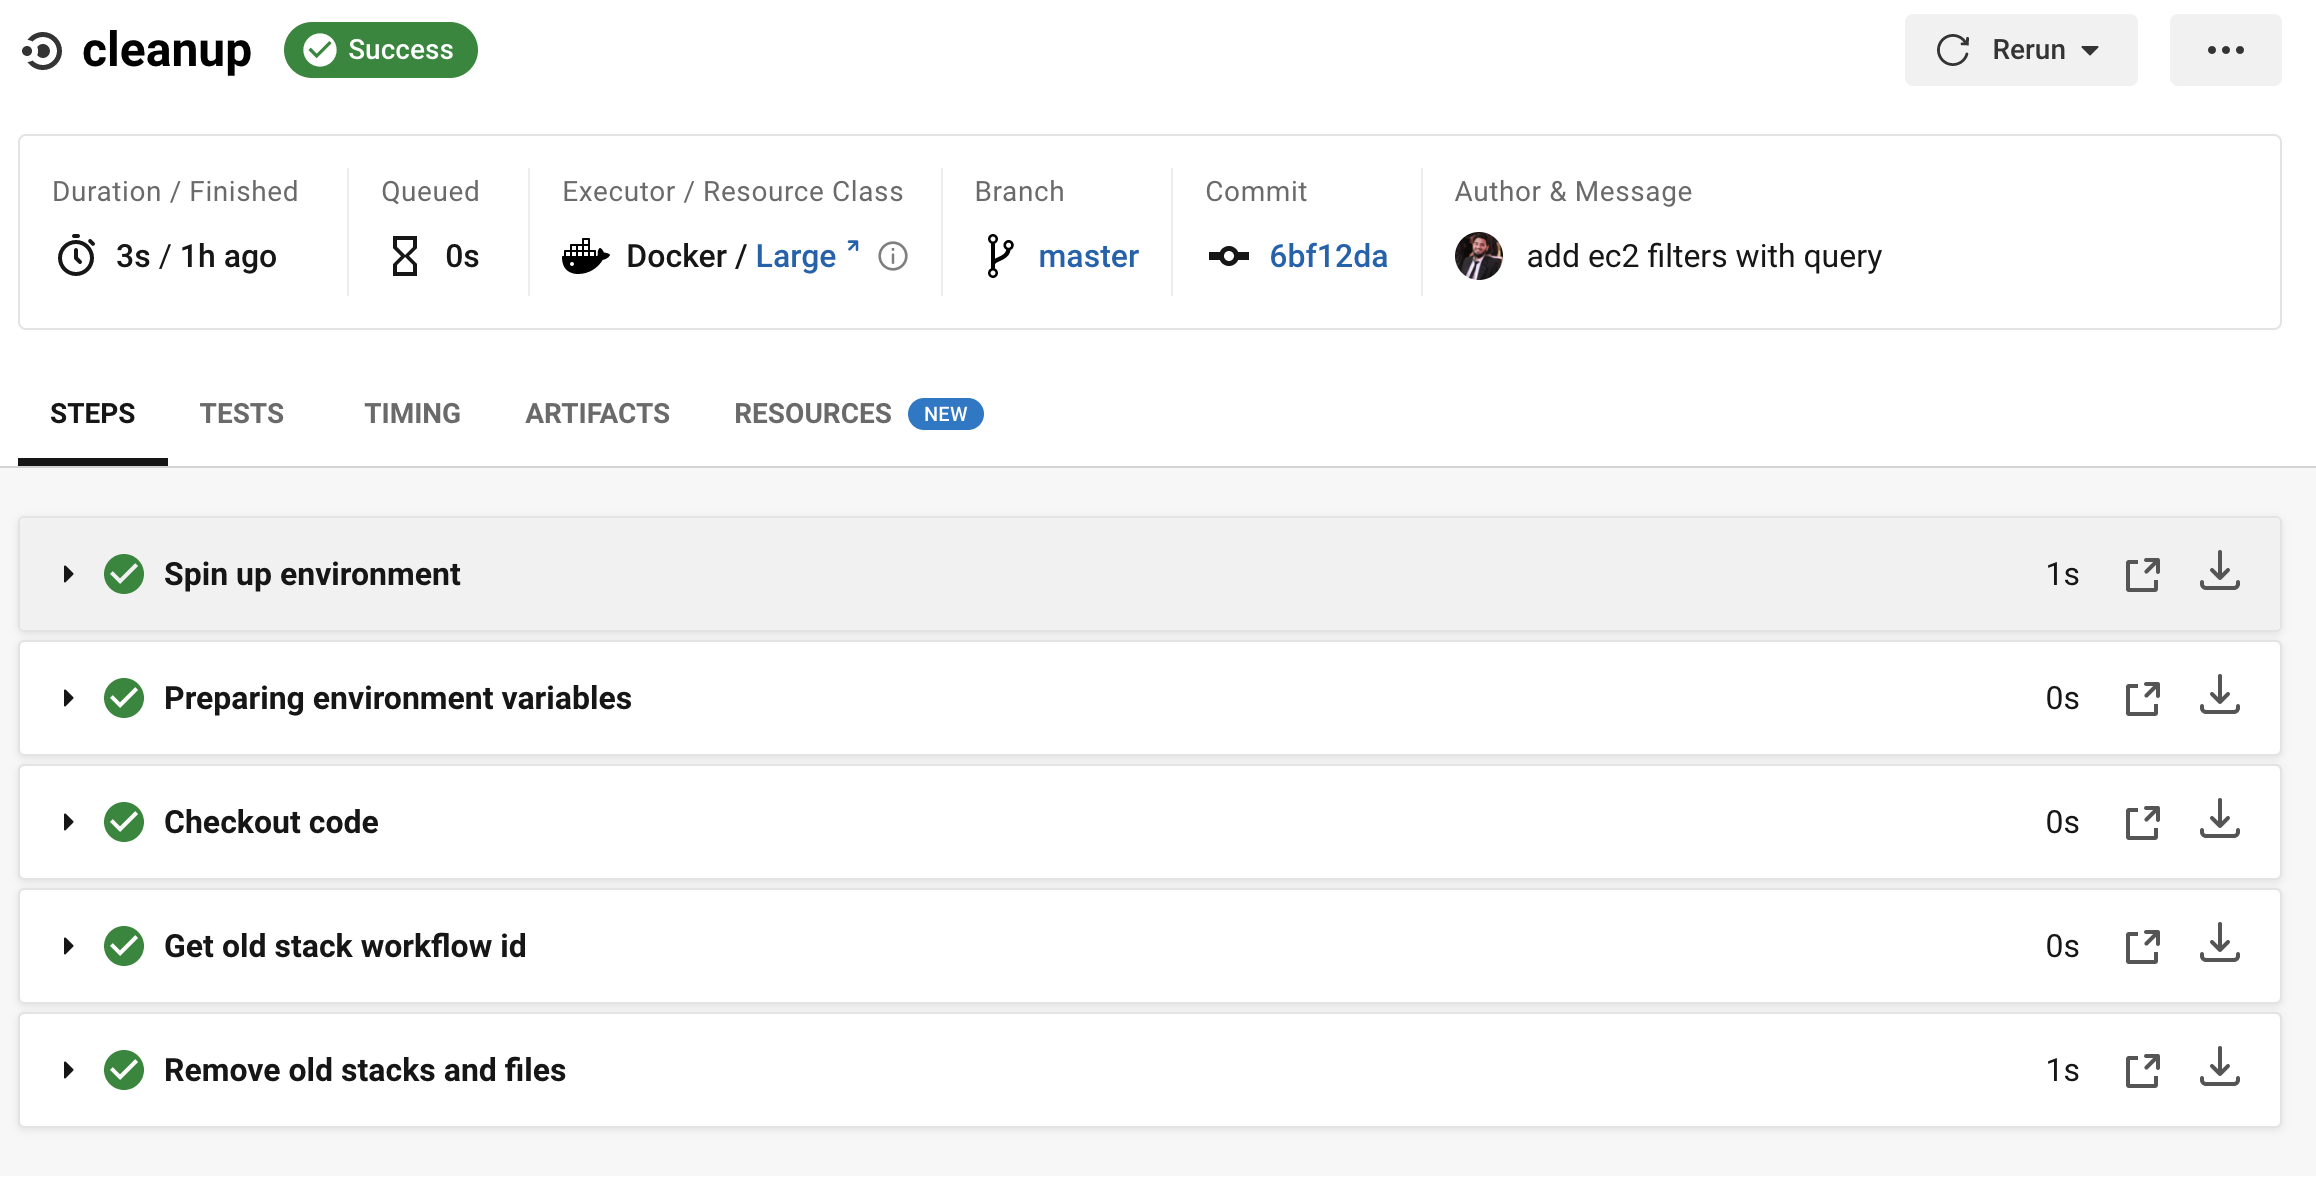 cleanup Success Rerun
Duration / Finished Queued Executor / Resource Class Branch Commit Author & Message
3s / 1h ago 0s Docker / Large master 6bf12da add ec2 filters with query
STEPS TESTS TIMING ARTIFACTS RESOURCES NEW
Spin up environment 1s
Preparing environment variables 0s
Checkout code 0s
Get old stack workflow id 0s
Remove old stacks and files 1s